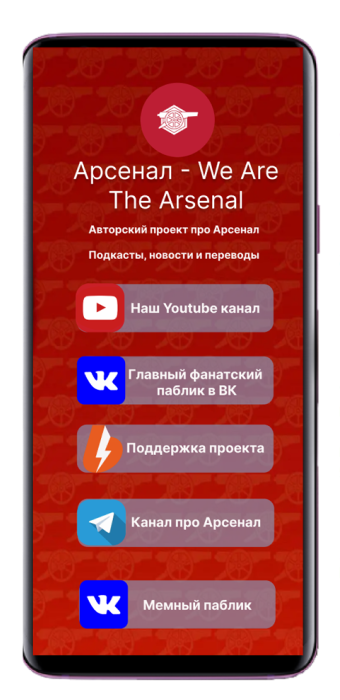 Арсенал - We Are
The Arsenal
Авторский проект про Арсенал
Подкасты, новости и переводы
Наш Youtube канал
Главный фанатский
паблик в ВК
Поддержка проекта
Канал про Арсенал
Мемный паблик